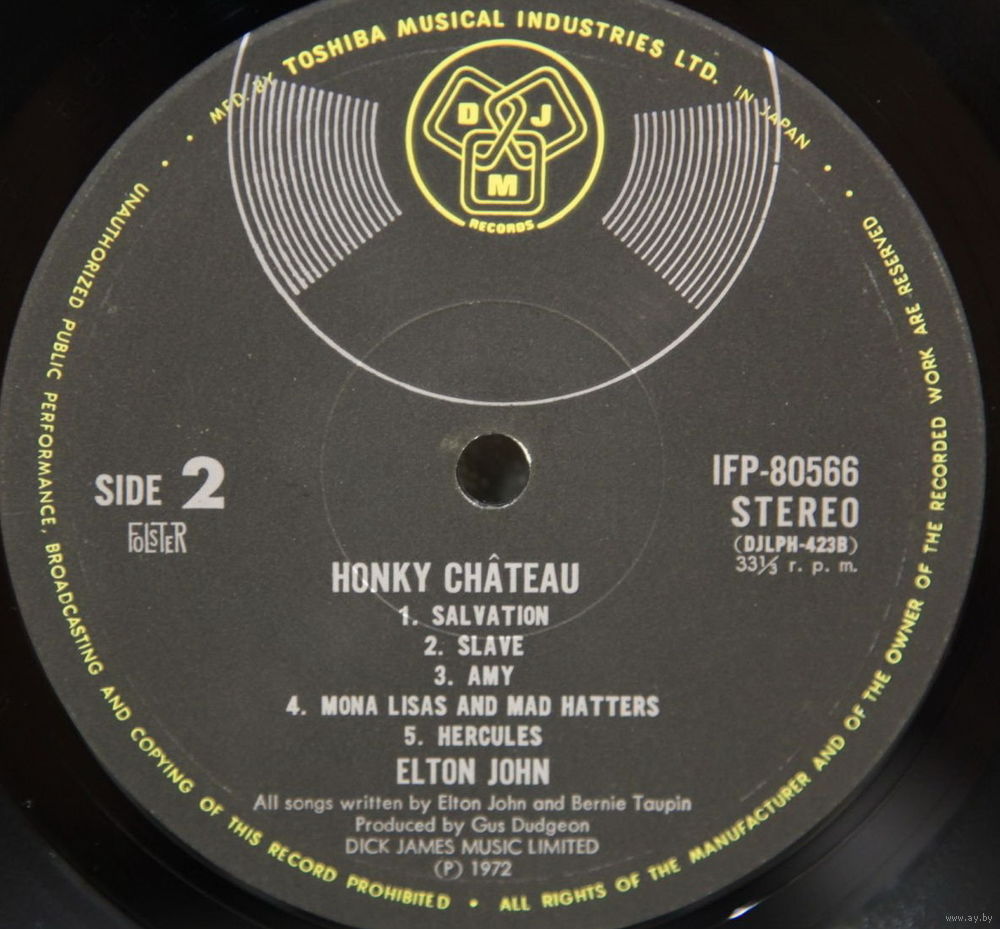 MFD. BY TOSHIBA MUSICAL INDUSTRIES LTD. IN JAPAN
D J
M
RECORDS
SIDE 2
FOLSTER
IFP-80566
STEREO
(DJLPH-423B)
33⅓ r. p. m.
HONKY CHÂTEAU
1. SALVATION
2. SLAVE
3. AMY
4. MONA LISAS AND MAD HATTERS
5. HERCULES
ELTON JOHN
All songs written by Elton John and Bernie Taupin
Produced by Gus Dudgeon
DICK JAMES MUSIC LIMITED
(P) 1972
UNAUTHORIZED PUBLIC PERFORMANCE, BROADCASTING AND COPYING OF THIS RECORD PROHIBITED • ALL RIGHTS OF THE MANUFACTURER AND OF THE OWNER OF THE RECORDED WORK ARE RESERVED
www.ay.by